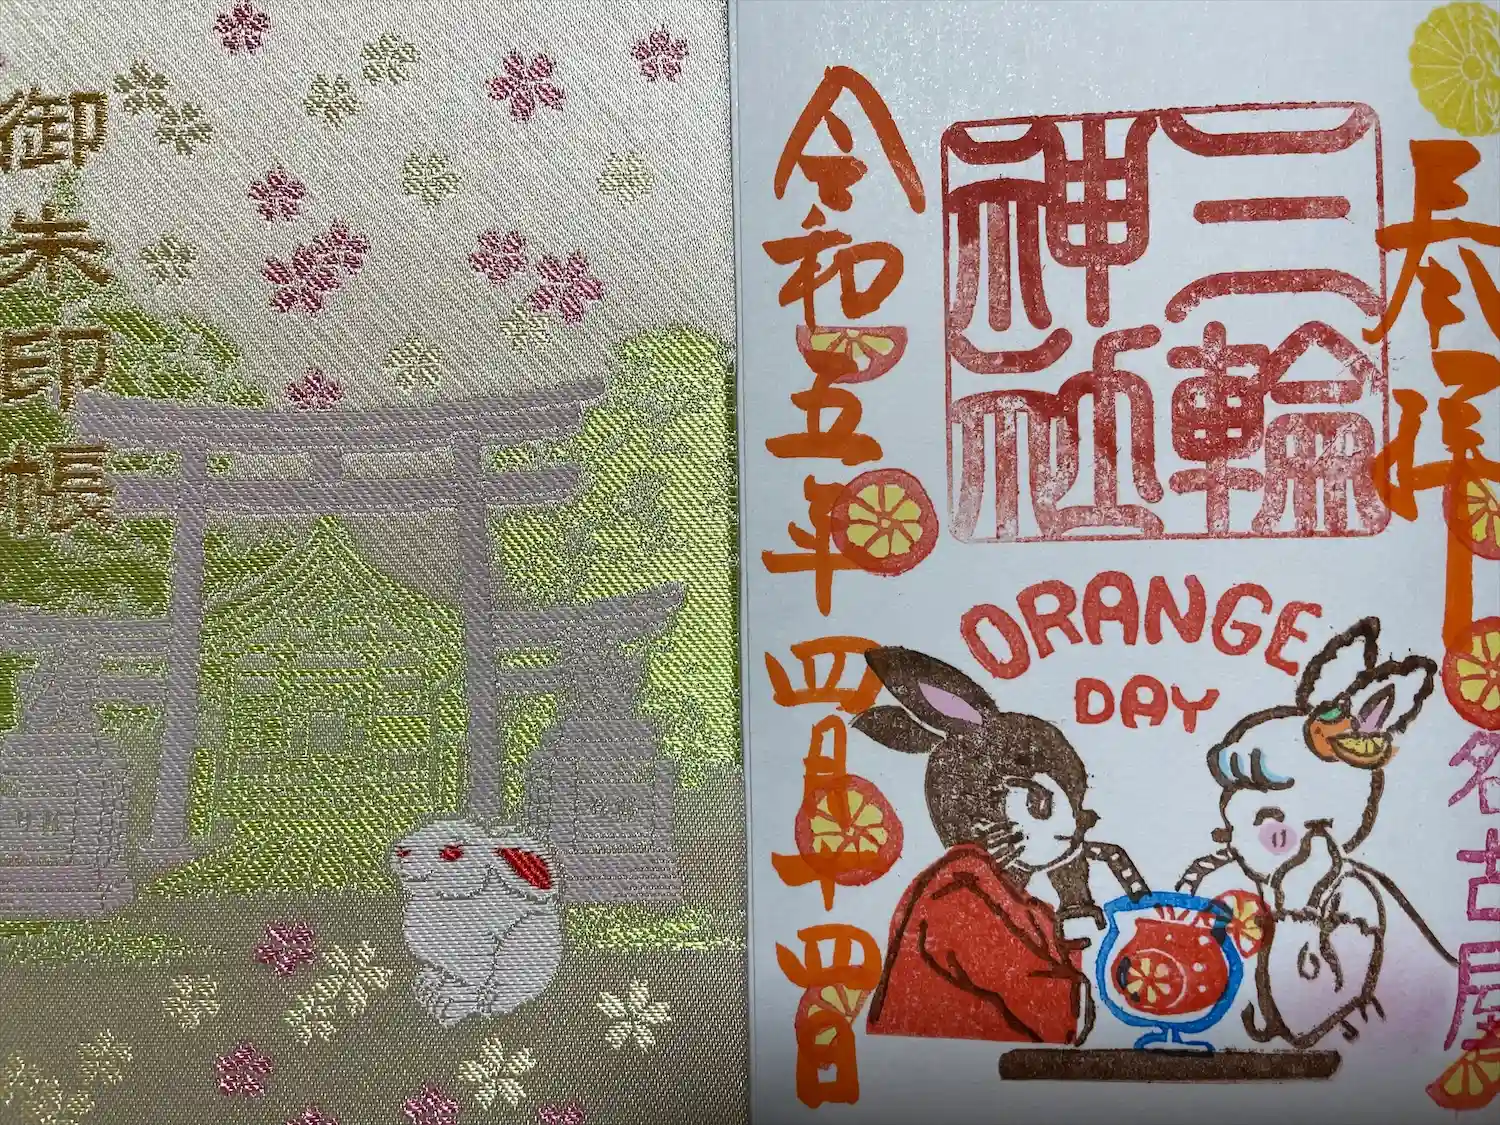 御朱印帳
奉拝
名古屋
三輪
神社
ORANGE
DAY
令和五年四月十四日